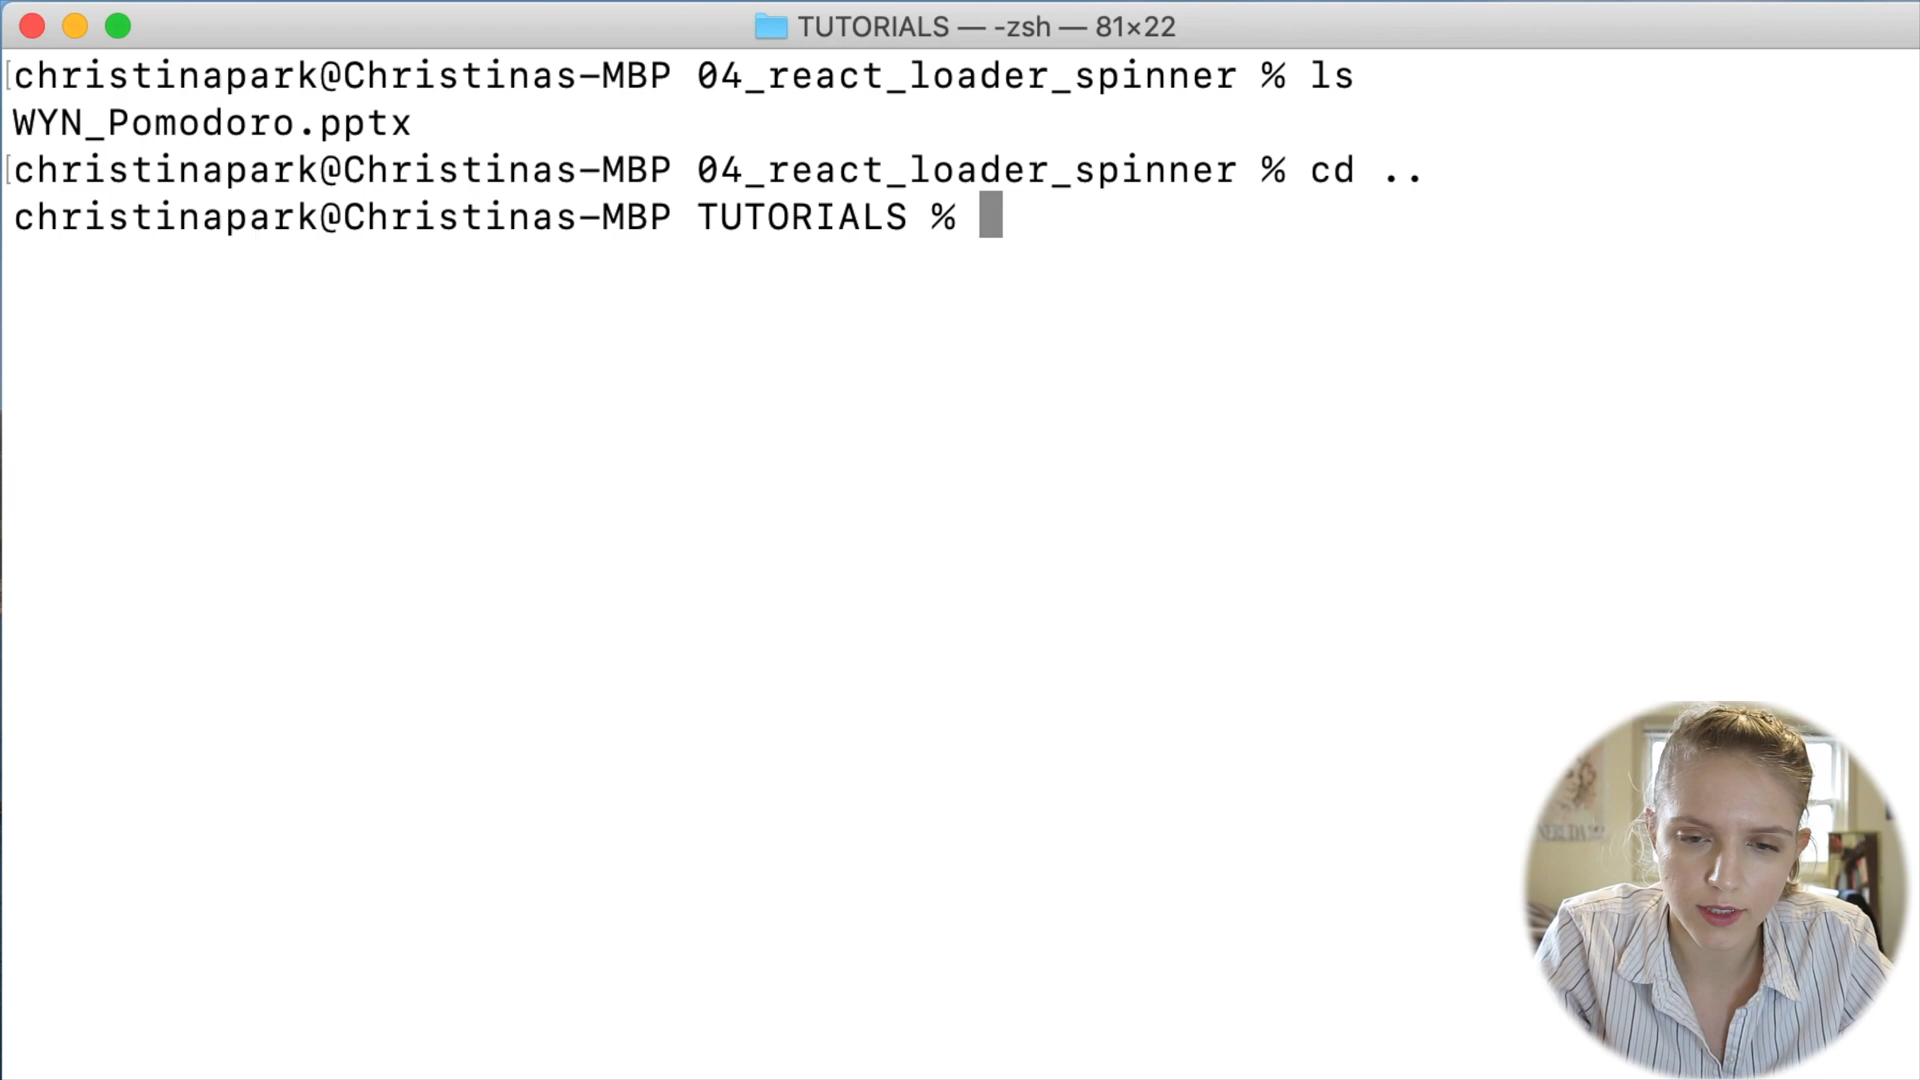 TUTORIALS — -zsh — 81×22
christinapark@Christinas-MBP 04_react_loader_spinner % ls
WYN_Pomodoro.pptx
christinapark@Christinas-MBP 04_react_loader_spinner % cd ..
christinapark@Christinas-MBP TUTORIALS %